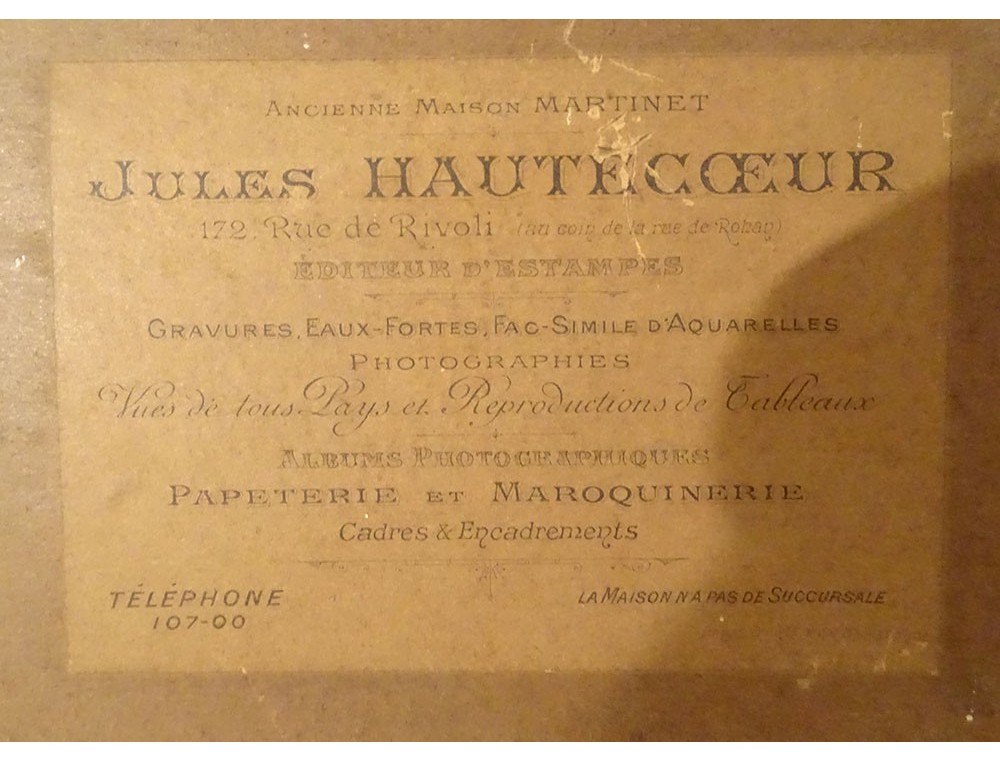 ANCIENNE MAISON MARTINET
JULES HAUTECŒUR
172. Rue de Rivoli (au coin de la rue de Rohan)
ÉDITEUR D'ESTAMPES
GRAVURES, EAUX-FORTES, FAC-SIMILE D'AQUARELLES
PHOTOGRAPHIES
Vues de tous Pays et Reproductions de Tableaux
ALBUMS PHOTOGRAPHIQUES
PAPETERIE ET MAROQUINERIE
Cadres & Encadrements
TÉLÉPHONE
107-00
LA MAISON N'A PAS DE SUCCURSALE